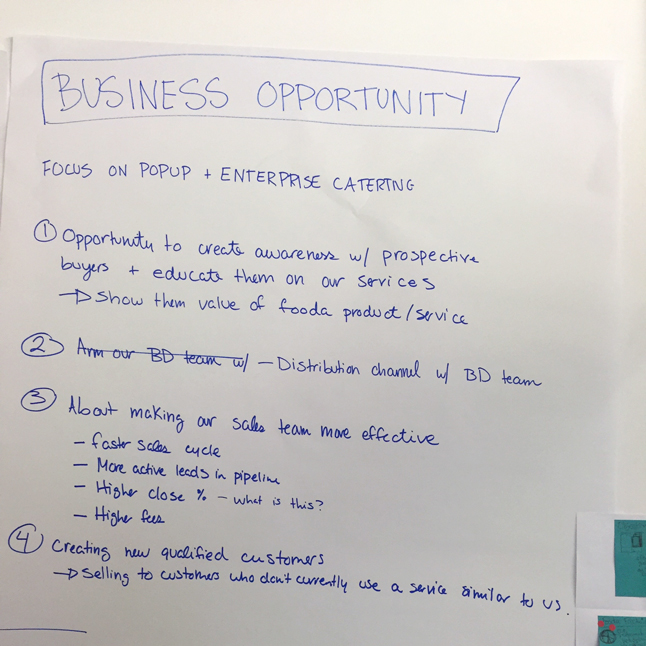 BUSINESS OPPORTUNITY
FOCUS ON POPUP + ENTERPRISE CATERING
① Opportunity to create awareness w/ prospective
buyers + educate them on our services
→ Show them value of fooda product/service
② Arm our BD team w/ – Distribution channel w/ BD team
③ About making our sales team more effective
– Faster sales cycle
– More active leads in pipeline
– Higher close % – what is this?
– Higher fees
④ Creating new qualified customers
→ Selling to customers who don't currently use a service similar to us.